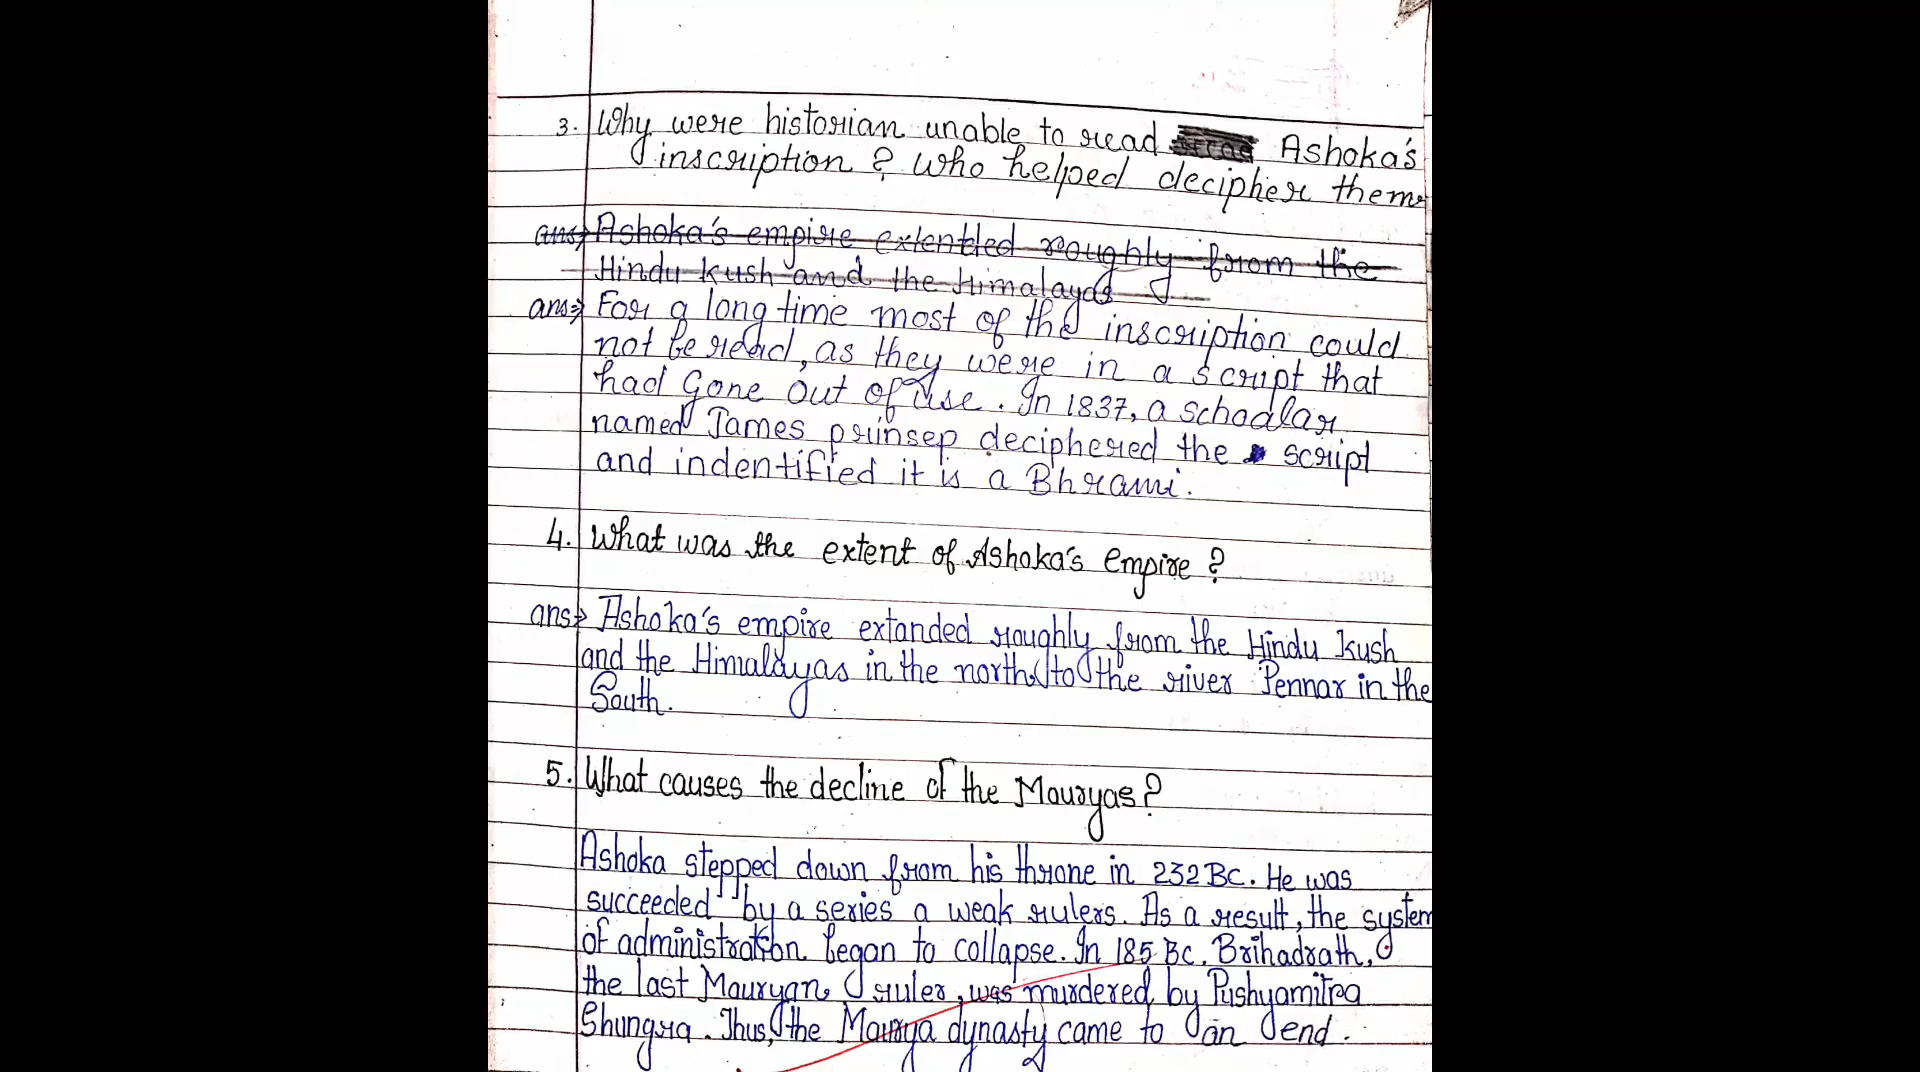 3. Why were historian unable to read Ashoka's
inscription? who helped decipher them
ans⇒ Ashoka's empire extentded roughly from the
Hindu kush and the Himalayas
ans⇒ For a long time most of the inscription could
not be read, as they were in a script that
had gone out of use. In 1837, a schoalar
named James priinsep deciphered the script
and indentified it is a Bhrami.
4. What was the extent of Ashoka's empire?
ans⇒ Ashoka's empire extanded roughly from the Hindu kush
and the Himalayas in the north to the river Pennar in the
South.
5. What causes the decline of the Mouryas?
Ashoka stepped down from his throne in 232 BC. He was
succeeded by a series a weak rulers. As a result, the system
of administration began to collapse. In 185 BC. Brihadrath,
the last Mauryan ruler, was murdered by Pushyamitra
Shungra. Thus, the Maurya dynasty came to an end.